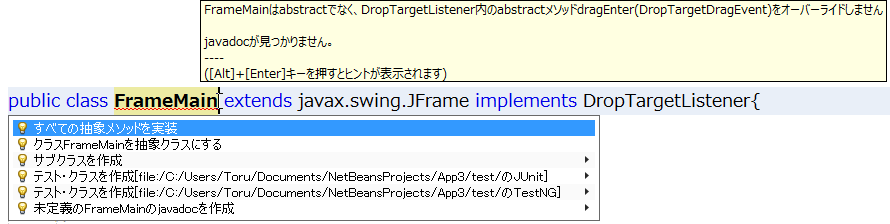 FrameMainはabstractでなく、DropTargetListener内のabstractメソッドdragEnter(DropTargetDragEvent)をオーバーライドしません
javadocが見つかりません。
----
([Alt]+[Enter]キーを押すとヒントが表示されます)
public class FrameMain extends javax.swing.JFrame implements DropTargetListener{
すべての抽象メソッドを実装
クラスFrameMainを抽象クラスにする
サブクラスを作成
テスト・クラスを作成[file:/C:/Users/Toru/Documents/NetBeansProjects/App3/test/のJUnit]
テスト・クラスを作成[file:/C:/Users/Toru/Documents/NetBeansProjects/App3/test/のTestNG]
未定義のFrameMainのjavadocを作成